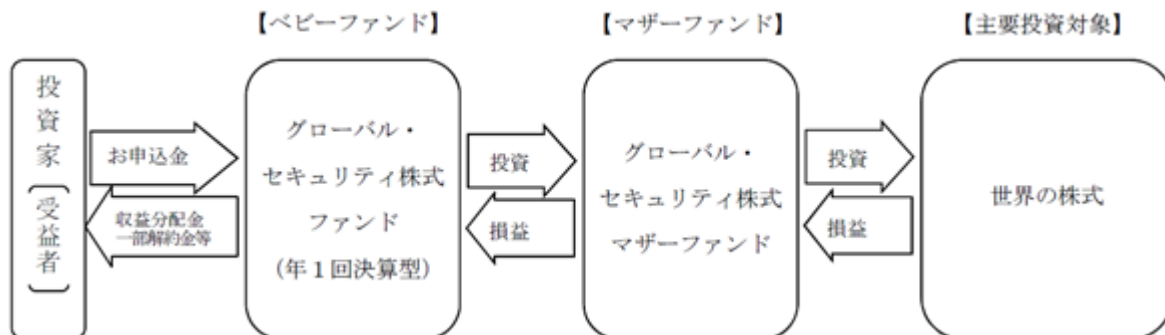 【ベビーファンド】
【マザーファンド】
【主要投資対象】
投資家
(受益者)
お申込金
収益分配金
一部解約金等
グローバル・
セキュリティ株式
ファンド
(年１回決算型)
投資
損益
グローバル・
セキュリティ株式
マザーファンド
投資
損益
世界の株式